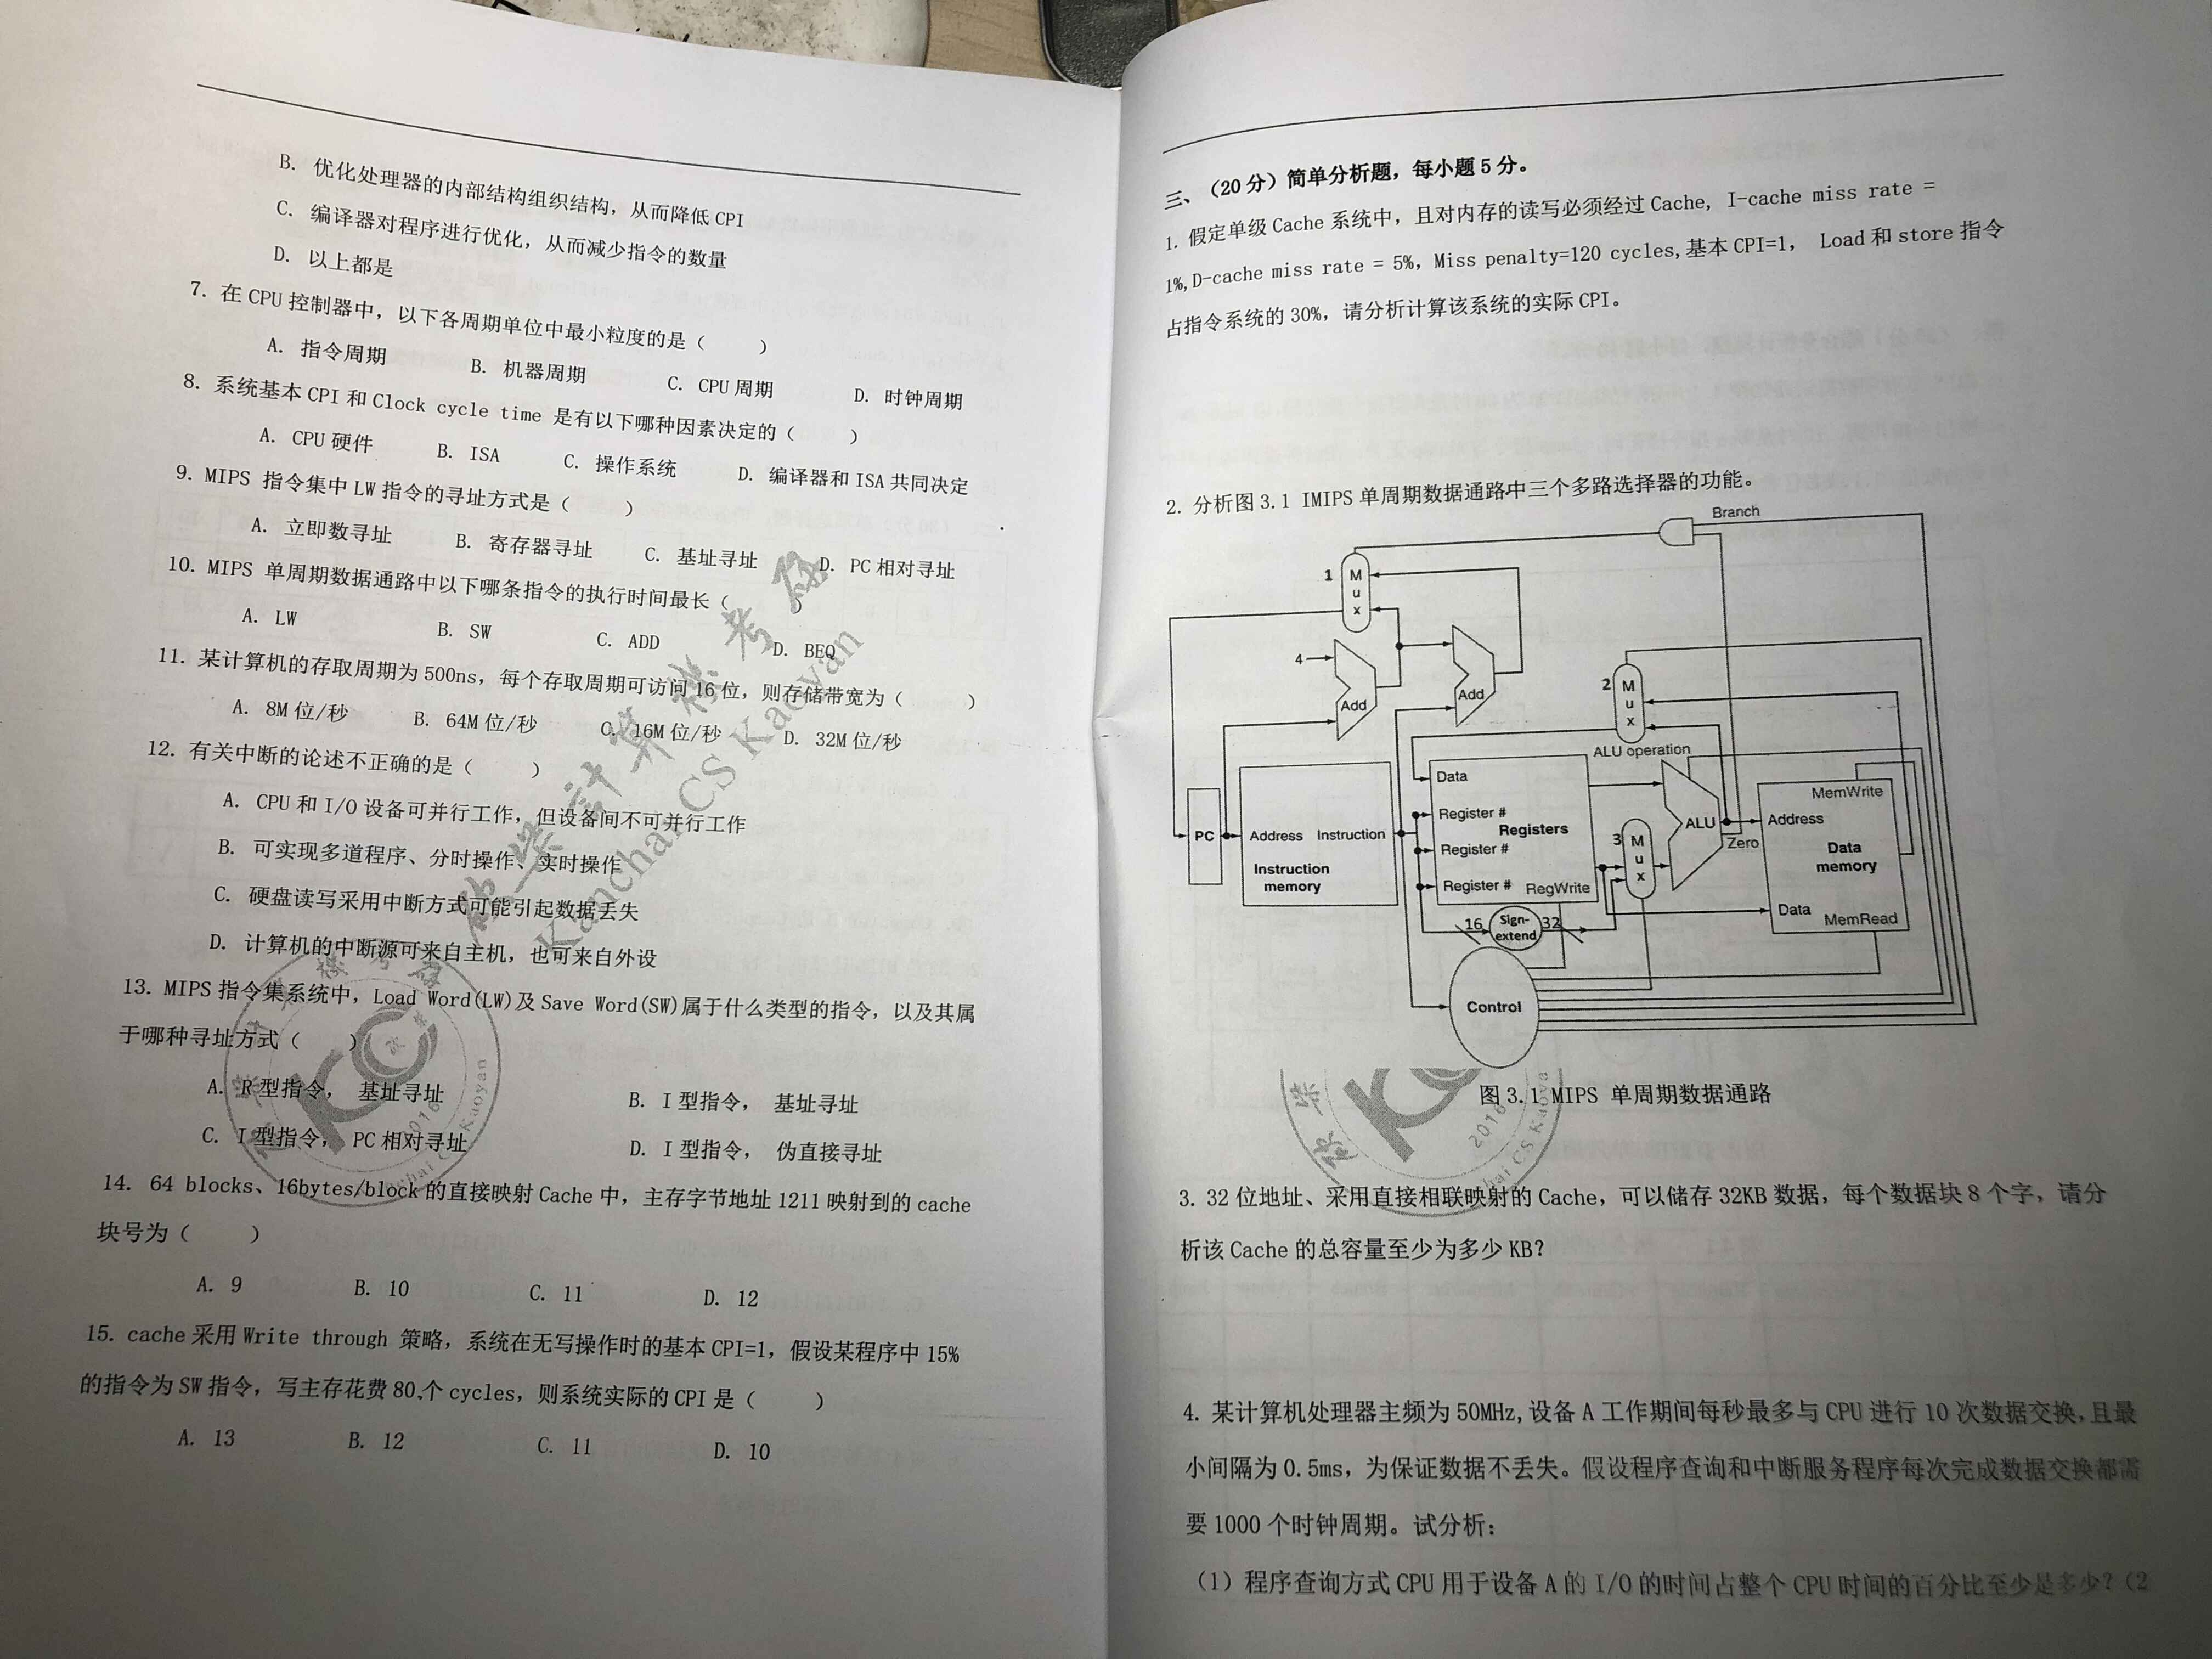 B. 优化处理器的内部结构组织结构，从而降低 CPI
C. 编译器对程序进行优化，从而减少指令的数量
D. 以上都是
7. 在 CPU 控制器中，以下各周期单位中最小粒度的是（ ）
A. 指令周期 B. 机器周期 C. CPU 周期 D. 时钟周期
8. 系统基本 CPI 和 Clock cycle time 是有以下哪种因素决定的（ ）
A. CPU 硬件 B. ISA C. 操作系统 D. 编译器和 ISA 共同决定
9. MIPS 指令集中 LW 指令的寻址方式是（ ）
A. 立即数寻址 B. 寄存器寻址 C. 基址寻址 D. PC 相对寻址
10. MIPS 单周期数据通路中以下哪条指令的执行时间最长（ ）
A. LW B. SW C. ADD D. BEQ
11. 某计算机的存取周期为 500ns，每个存取周期可访问 16 位，则存储带宽为（ ）
A. 8M 位/秒 B. 64M 位/秒 C. 16M 位/秒 D. 32M 位/秒
12. 有关中断的论述不正确的是（ ）
A. CPU 和 I/O 设备可并行工作，但设备间不可并行工作
B. 可实现多道程序、分时操作、实时操作
C. 硬盘读写采用中断方式可能引起数据丢失
D. 计算机的中断源可来自主机，也可来自外设
13. MIPS 指令集系统中，Load Word(LW)及 Save Word(SW)属于什么类型的指令，以及其属
于哪种寻址方式（ ）
A. R 型指令， 基址寻址 B. I 型指令， 基址寻址
C. I 型指令， PC 相对寻址 D. I 型指令， 伪直接寻址
14. 64 blocks、16bytes/block 的直接映射 Cache 中，主存字节地址 1211 映射到的 cache
块号为（ ）
A. 9 B. 10 C. 11 D. 12
15. cache 采用 Write through 策略，系统在无写操作时的基本 CPI=1，假设某程序中 15%
的指令为 SW 指令，写主存花费 80 个 cycles，则系统实际的 CPI 是（ ）
A. 13 B. 12 C. 11 D. 10
Kanchai CS Kaoyan
2016
三、（20 分）简单分析题，每小题 5 分。
1. 假定单级 Cache 系统中，且对内存的读写必须经过 Cache, I-cache miss rate =
1%,D-cache miss rate = 5%, Miss penalty=120 cycles,基本 CPI=1， Load 和 store 指令
占指令系统的 30%，请分析计算该系统的实际 CPI。
2. 分析图 3.1 IMIPS 单周期数据通路中三个多路选择器的功能。
Branch
1 Mux
4
Add
Add
2 Mux
ALU operation
Data
MemWrite
Register #
Registers
ALU
Address
PC
Address Instruction
3 Mux
Zero
Register #
Data memory
Instruction memory
Register # RegWrite
Data
MemRead
16 Sign-extend 32
Control
图 3.1 MIPS 单周期数据通路
2016
3. 32 位地址、采用直接相联映射的 Cache，可以储存 32KB 数据，每个数据块 8 个字，请分
析该 Cache 的总容量至少为多少 KB？
4. 某计算机处理器主频为 50MHz,设备 A 工作期间每秒最多与 CPU 进行 10 次数据交换,且最
小间隔为 0.5ms，为保证数据不丢失。假设程序查询和中断服务程序每次完成数据交换都需
要 1000 个时钟周期。试分析：
（1）程序查询方式 CPU 用于设备 A 的 I/O 的时间占整个 CPU 时间的百分比至少是多少？（2